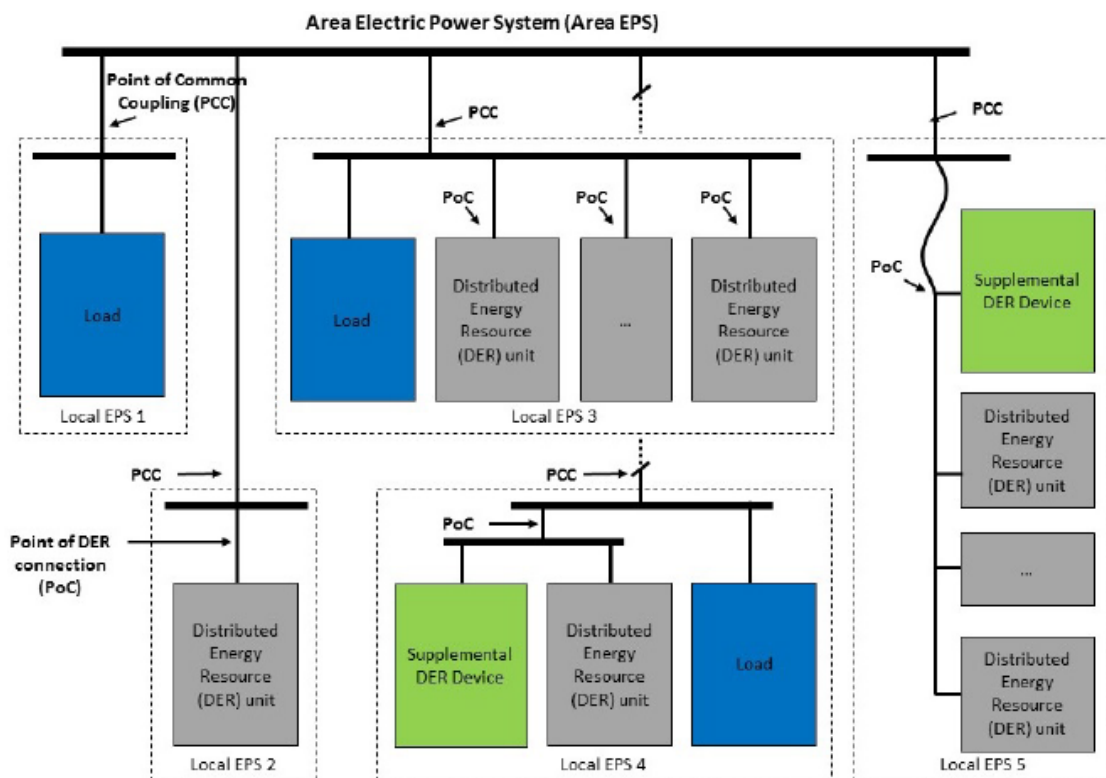 Area Electric Power System (Area EPS)
Point of Common
Coupling (PCC)
PCC
PCC
Load
Local EPS 1
PoC
PoC
PoC
Load
Distributed
Energy
Resource
(DER) unit
...
Distributed
Energy
Resource
(DER) unit
Local EPS 3
PoC
Supplemental
DER Device
Distributed
Energy
Resource
(DER) unit
...
Distributed
Energy
Resource
(DER) unit
Local EPS 5
PCC
Point of DER
connection
(PoC)
Distributed
Energy
Resource
(DER) unit
Local EPS 2
PCC
PoC
Supplemental
DER Device
Distributed
Energy
Resource
(DER) unit
Load
Local EPS 4